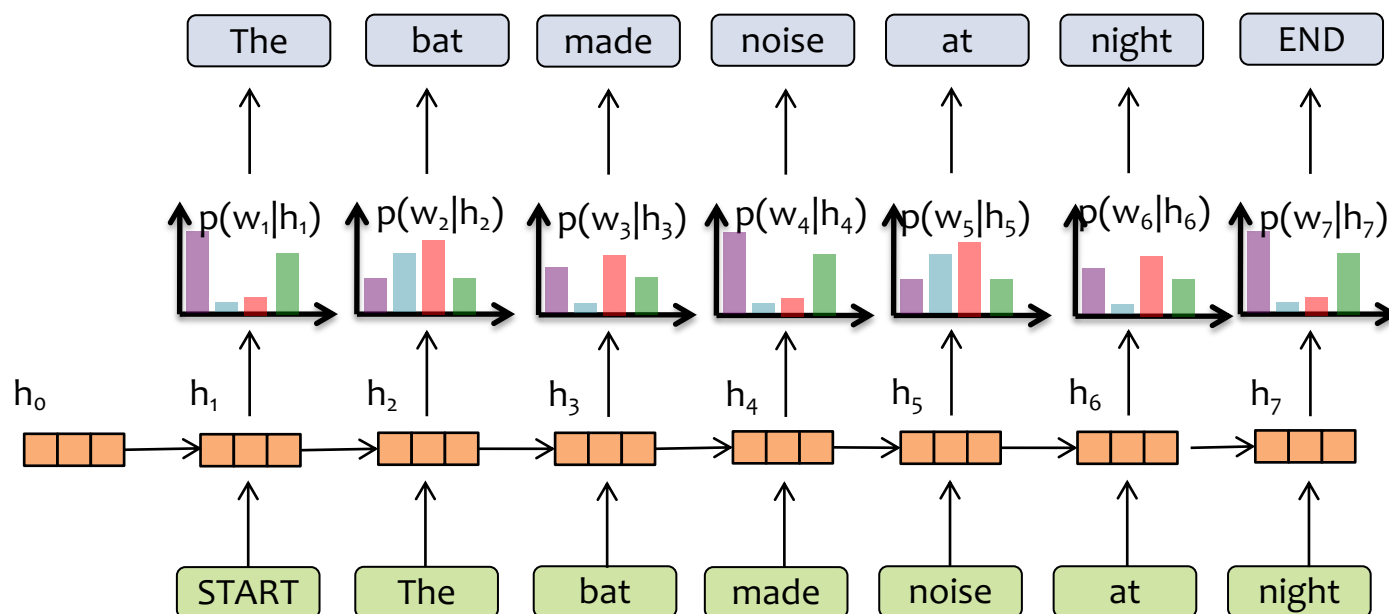 The bat made noise at night END
p(w₁|h₁) p(w₂|h₂) p(w₃|h₃) p(w₄|h₄) p(w₅|h₅) p(w₆|h₆) p(w₇|h₇)
h₀ h₁ h₂ h₃ h₄ h₅ h₆ h₇
START The bat made noise at night